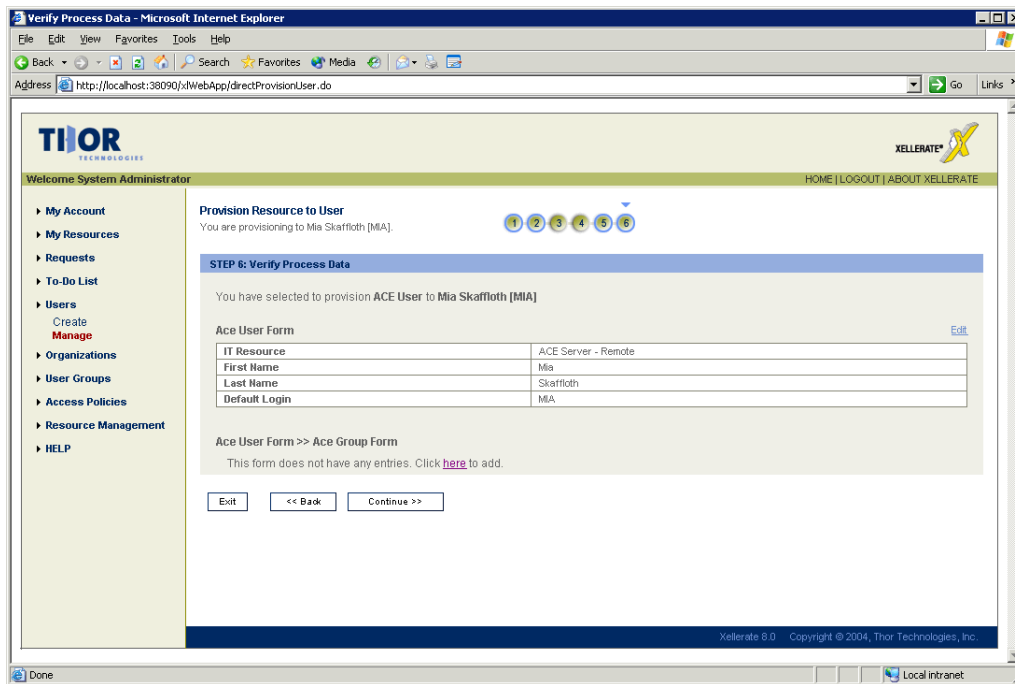 Verify Process Data - Microsoft Internet Explorer
File Edit View Favorites Tools Help
Back Search Favorites Media
Address http://localhost:38090/xlWebApp/directProvisionUser.do Go Links »
THOR
TECHNOLOGIES
XELLERATE®
Welcome System Administrator HOME | LOGOUT | ABOUT XELLERATE
My Account
My Resources
Requests
To-Do List
Users
Create
Manage
Organizations
User Groups
Access Policies
Resource Management
HELP
Provision Resource to User
You are provisioning to Mia Skaffloth [MIA].
1 2 3 4 5 6
STEP 6: Verify Process Data
You have selected to provision ACE User to Mia Skaffloth [MIA]
Ace User Form Edit
IT Resource ACE Server - Remote
First Name Mia
Last Name Skaffloth
Default Login MIA
Ace User Form >> Ace Group Form
This form does not have any entries. Click here to add.
Exit << Back Continue >>
Xellerate 8.0 Copyright © 2004, Thor Technologies, Inc.
Done Local intranet